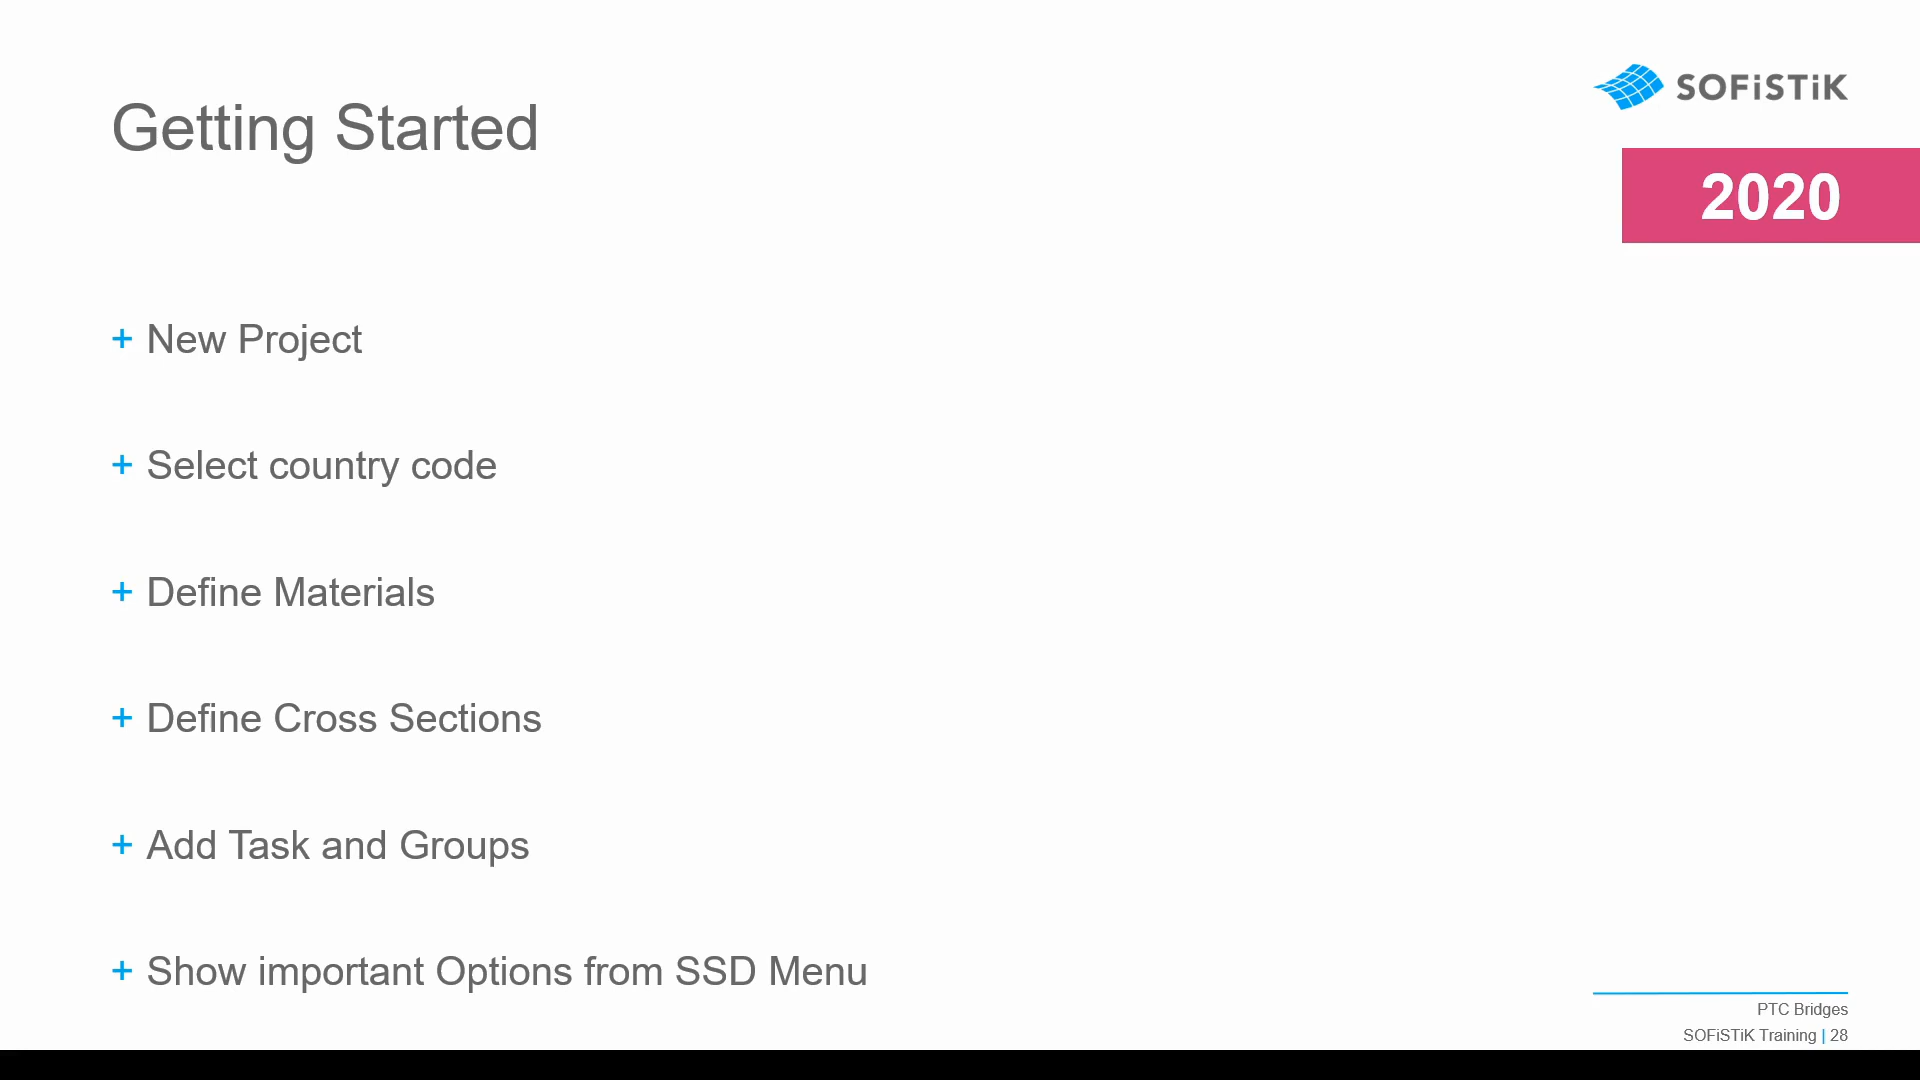 Getting Started
SOFiSTiK
2020
+ New Project
+ Select country code
+ Define Materials
+ Define Cross Sections
+ Add Task and Groups
+ Show important Options from SSD Menu
PTC Bridges
SOFiSTiK Training | 28